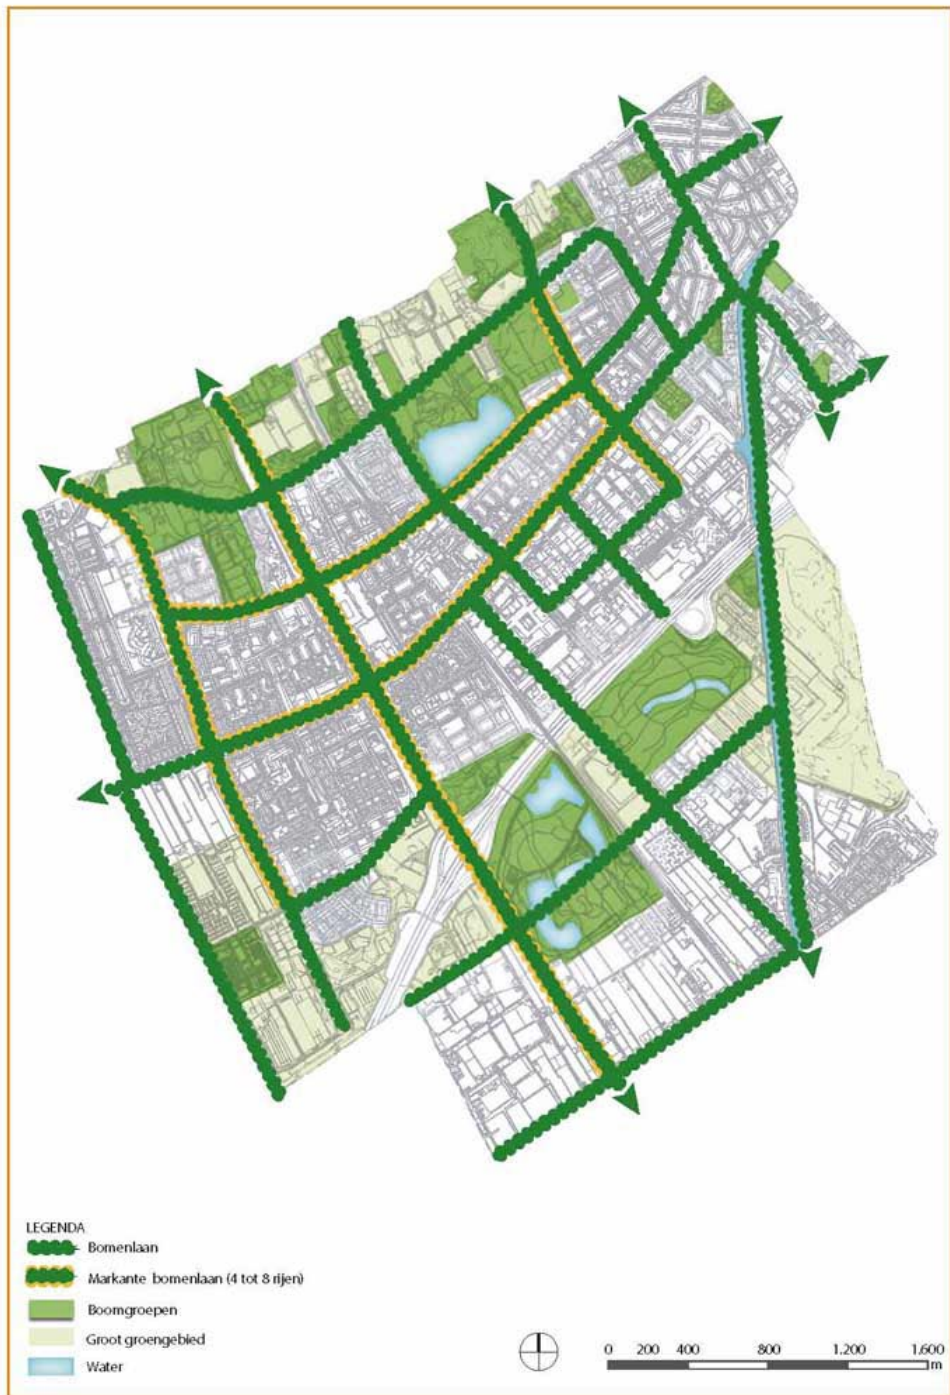 LEGENDA
Bomenlaan
Markante bomenlaan (4 tot 8 rijen)
Boomgroepen
Groot groengebied
Water
0 200 400 800 1.200 1.600
m